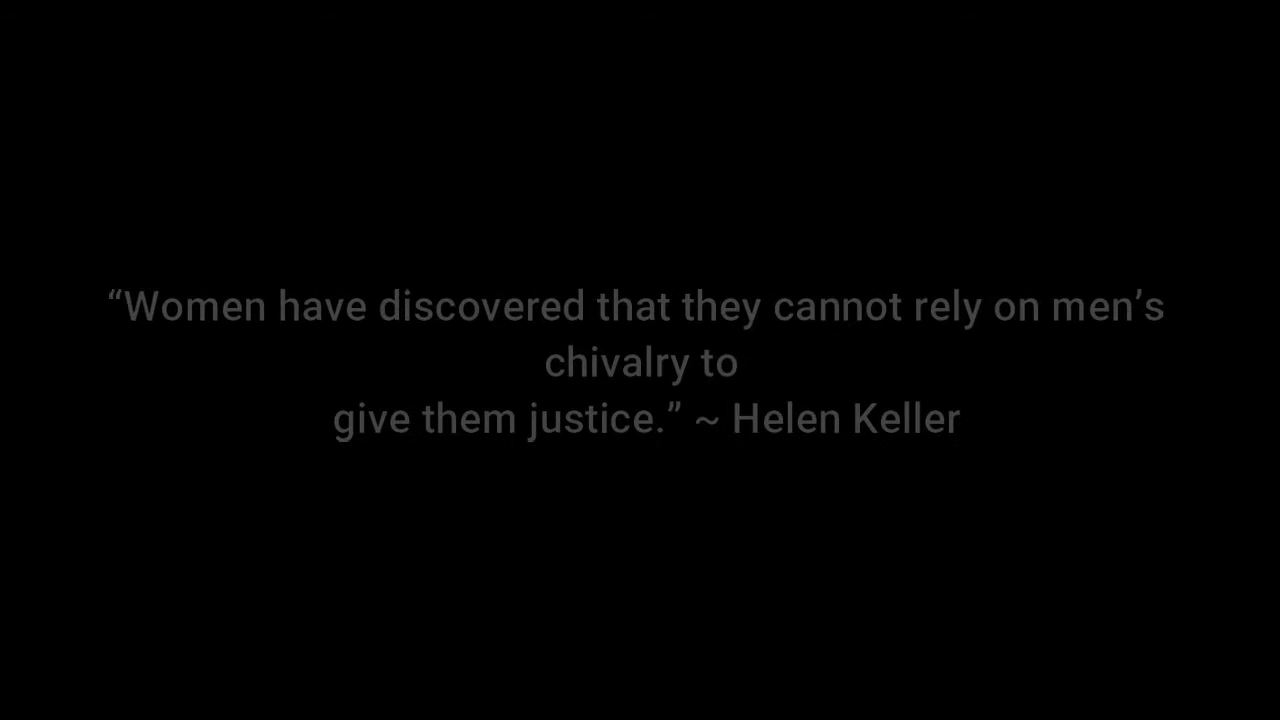 “Women have discovered that they cannot rely on men’s
chivalry to
give them justice.” ~ Helen Keller